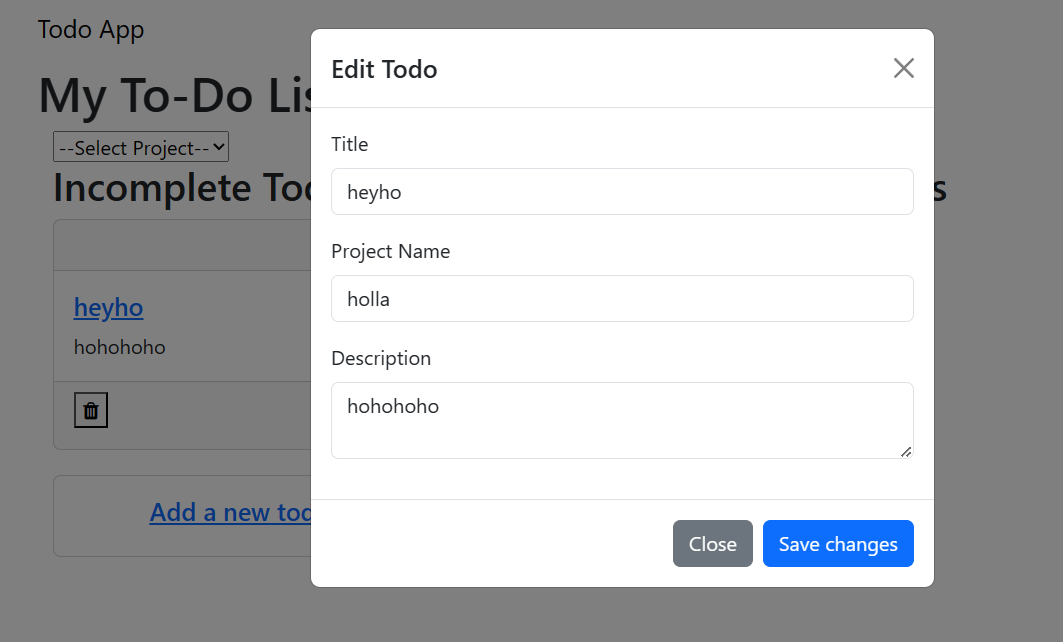 Todo App
My To-Do Lis
--Select Project--
Incomplete Too
s
heyho
hohohoho
Add a new tod
Edit Todo
Title
heyho
Project Name
holla
Description
hohohoho
Close
Save changes